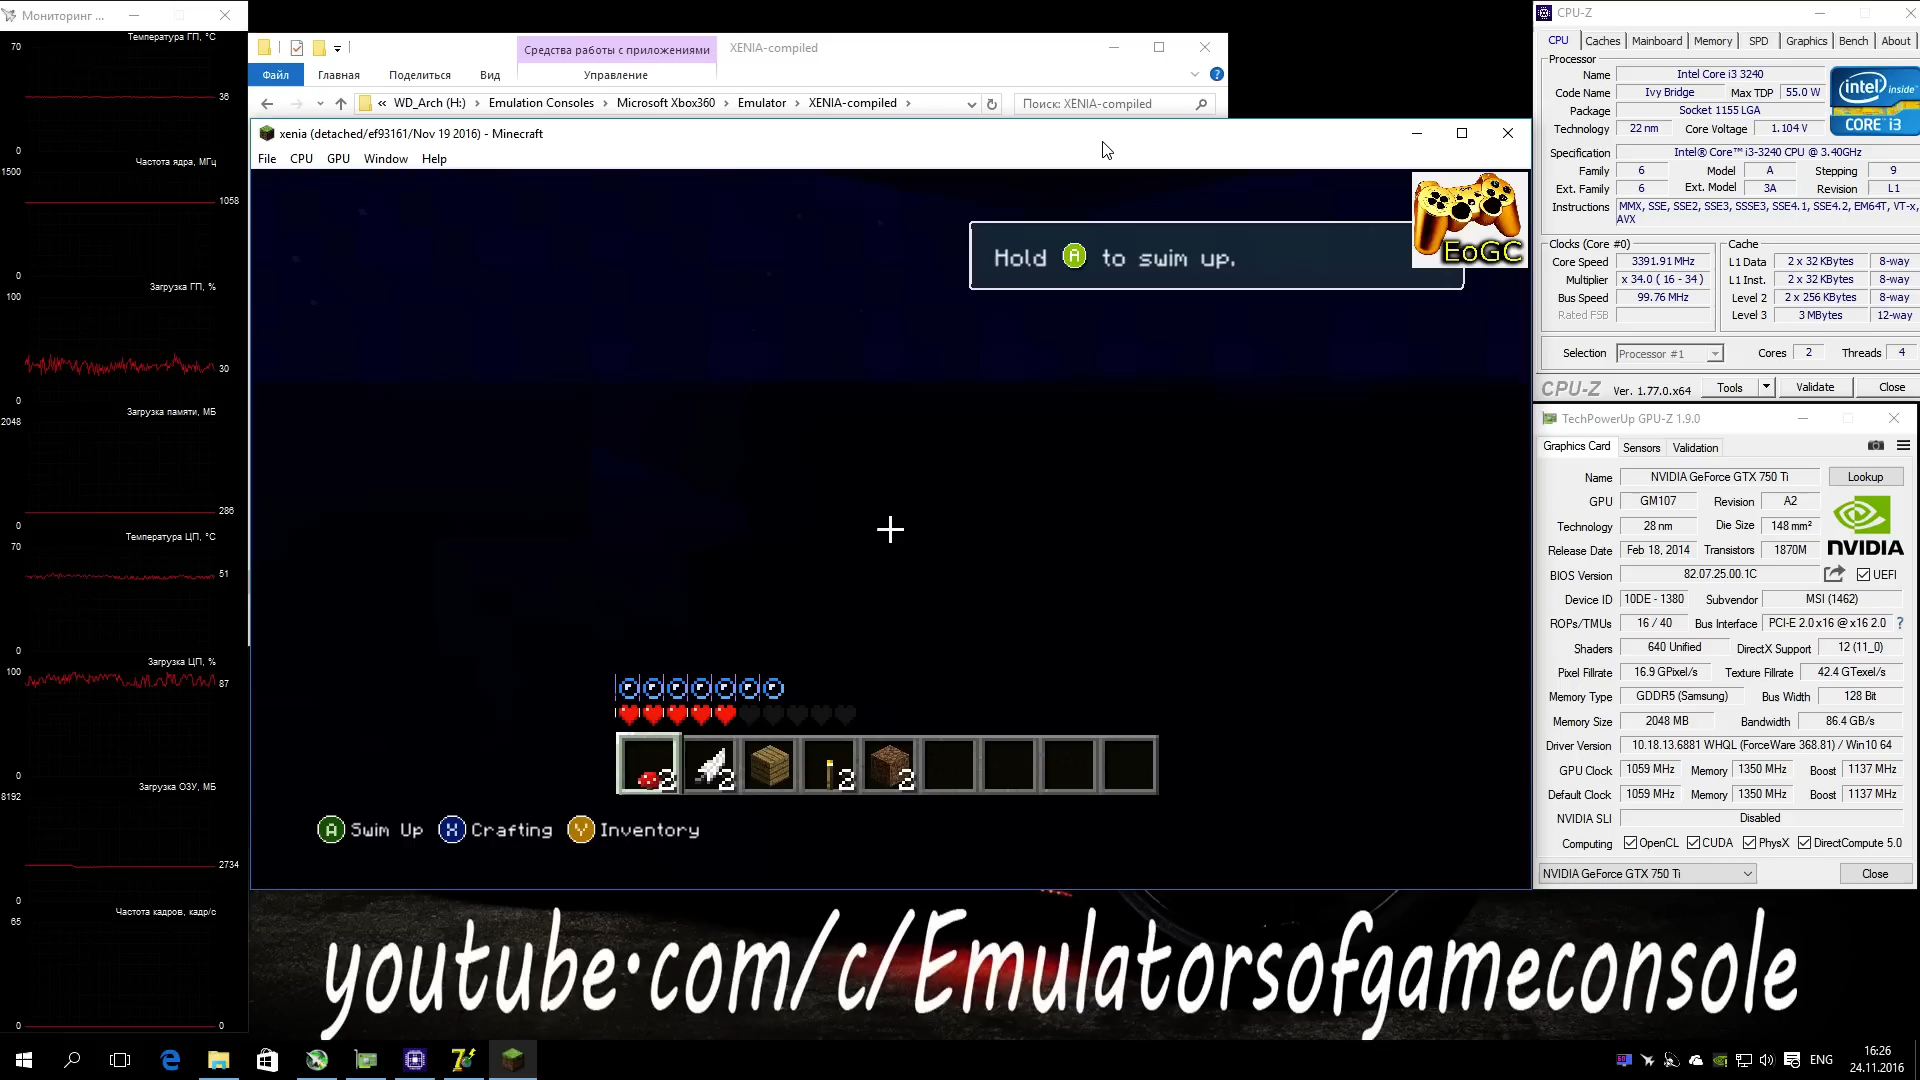 Мониторинг ...
Температура ГП, °C
70
36
0
Частота ядра, МГц
1500
1058
0
Загрузка ГП, %
100
30
0
Загрузка памяти, МБ
2048
286
0
Температура ЦП, °C
70
51
0
Загрузка ЦП, %
100
87
0
Загрузка ОЗУ, МБ
8192
2734
0
Частота кадров, кадр/с
65
0
0
Средства работы с приложениями
XENIA-compiled
Файл Главная Поделиться Вид Управление
« WD_Arch (H:) Emulation Consoles Microsoft Xbox360 Emulator XENIA-compiled
Поиск: XENIA-compiled
xenia (detached/ef93161/Nov 19 2016) - Minecraft
File CPU GPU Window Help
Hold A to swim up.
EoGC
2 2 2 2
A Swim Up X Crafting Y Inventory
CPU-Z
CPU Caches Mainboard Memory SPD Graphics Bench About
Processor
Name Intel Core i3 3240
Code Name Ivy Bridge Max TDP 55.0 W
Package Socket 1155 LGA
Technology 22 nm Core Voltage 1.104 V
intel inside™
CORE i3
Specification Intel® Core™ i3-3240 CPU @ 3.40GHz
Family 6 Model A Stepping 9
Ext. Family 6 Ext. Model 3A Revision L1
Instructions MMX, SSE, SSE2, SSE3, SSSE3, SSE4.1, SSE4.2, EM64T, VT-x,
AVX
Clocks (Core #0)
Core Speed 3391.91 MHz
Multiplier x 34.0 ( 16 - 34 )
Bus Speed 99.76 MHz
Rated FSB
Cache
L1 Data 2 x 32 KBytes 8-way
L1 Inst. 2 x 32 KBytes 8-way
Level 2 2 x 256 KBytes 8-way
Level 3 3 MBytes 12-way
Selection Processor #1 Cores 2 Threads 4
CPU-Z Ver. 1.77.0.x64 Tools Validate Close
TechPowerUp GPU-Z 1.9.0
Graphics Card Sensors Validation
Name NVIDIA GeForce GTX 750 Ti Lookup
GPU GM107 Revision A2
Technology 28 nm Die Size 148 mm²
Release Date Feb 18, 2014 Transistors 1870M
NVIDIA
BIOS Version 82.07.25.00.1C UEFI
Device ID 10DE - 1380 Subvendor MSI (1462)
ROPs/TMUs 16 / 40 Bus Interface PCI-E 2.0 x16 @ x16 2.0 ?
Shaders 640 Unified DirectX Support 12 (11_0)
Pixel Fillrate 16.9 GPixel/s Texture Fillrate 42.4 GTexel/s
Memory Type GDDR5 (Samsung) Bus Width 128 Bit
Memory Size 2048 MB Bandwidth 86.4 GB/s
Driver Version 10.18.13.6881 WHQL (ForceWare 368.81) / Win10 64
GPU Clock 1059 MHz Memory 1350 MHz Boost 1137 MHz
Default Clock 1059 MHz Memory 1350 MHz Boost 1137 MHz
NVIDIA SLI Disabled
Computing OpenCL CUDA PhysX DirectCompute 5.0
NVIDIA GeForce GTX 750 Ti Close
youtube.com/c/Emulatorsofgameconsole
ENG
16:26
24.11.2016